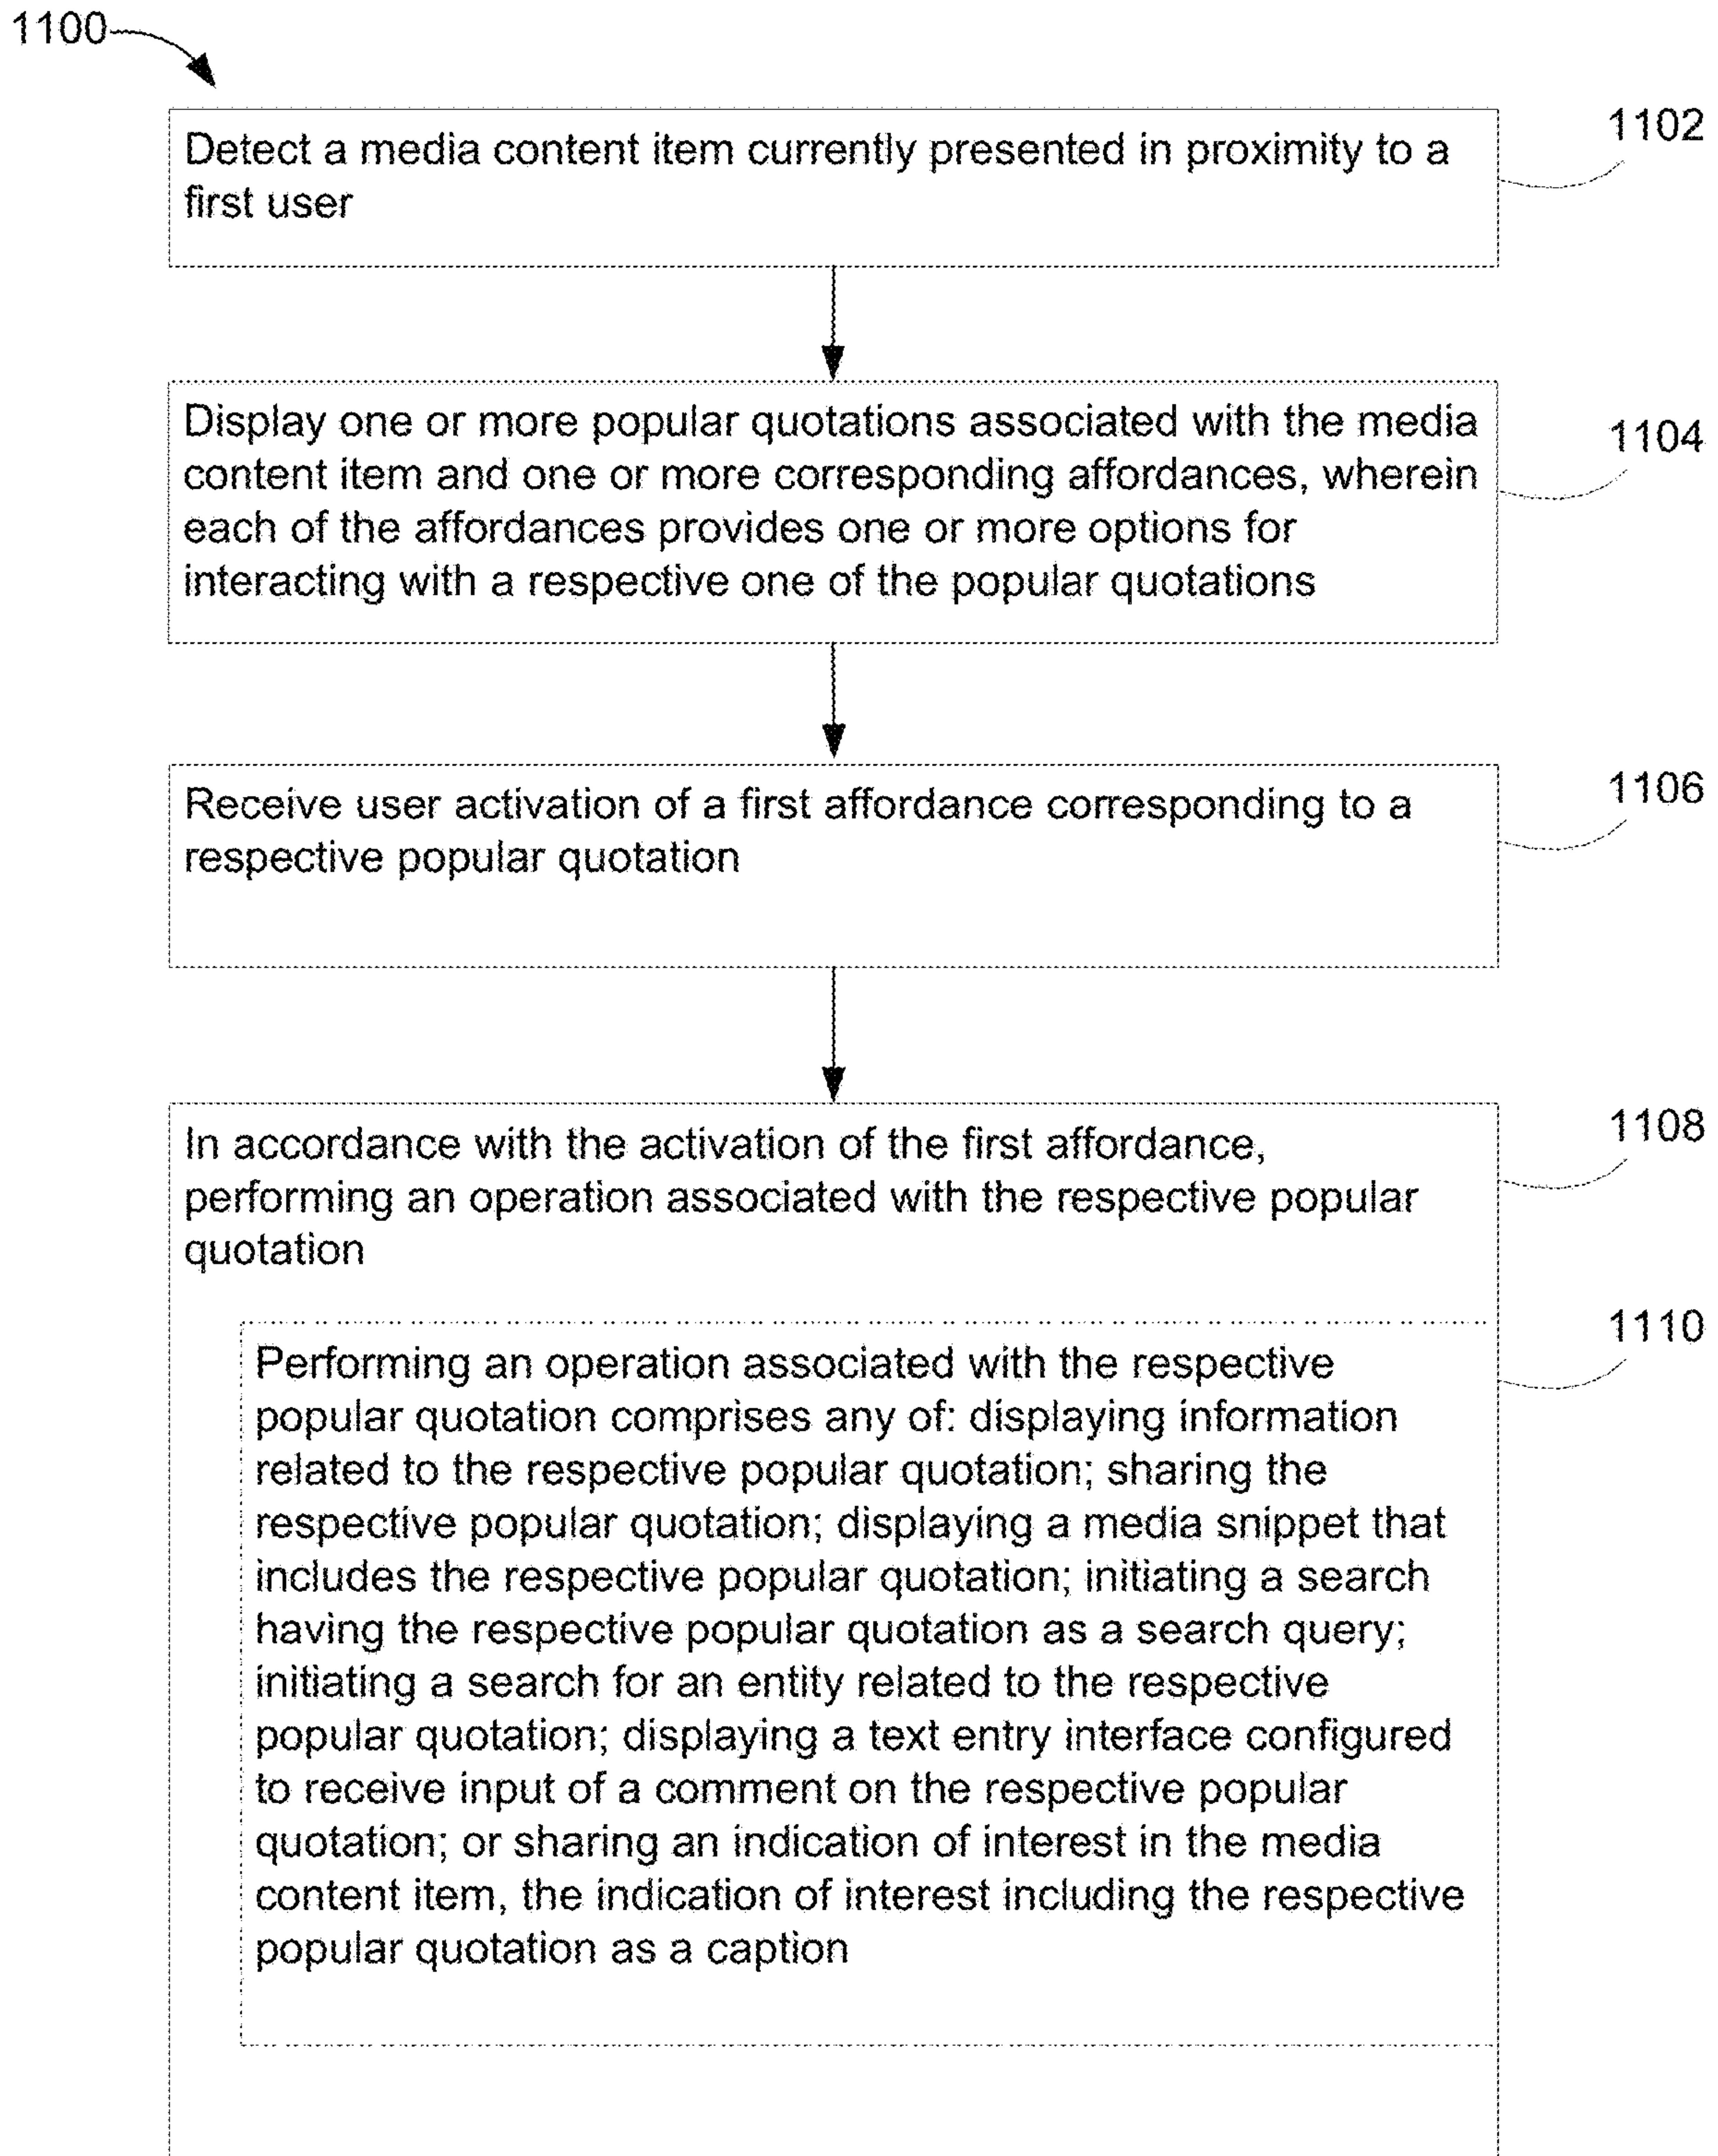 1100
Detect a media content item currently presented in proximity to a
first user
1102
Display one or more popular quotations associated with the media
content item and one or more corresponding affordances, wherein
each of the affordances provides one or more options for
interacting with a respective one of the popular quotations
1104
Receive user activation of a first affordance corresponding to a
respective popular quotation
1106
In accordance with the activation of the first affordance,
performing an operation associated with the respective popular
quotation
1108
Performing an operation associated with the respective
popular quotation comprises any of: displaying information
related to the respective popular quotation; sharing the
respective popular quotation; displaying a media snippet that
includes the respective popular quotation; initiating a search
having the respective popular quotation as a search query;
initiating a search for an entity related to the respective
popular quotation; displaying a text entry interface configured
to receive input of a comment on the respective popular
quotation; or sharing an indication of interest in the media
content item, the indication of interest including the respective
popular quotation as a caption
1110